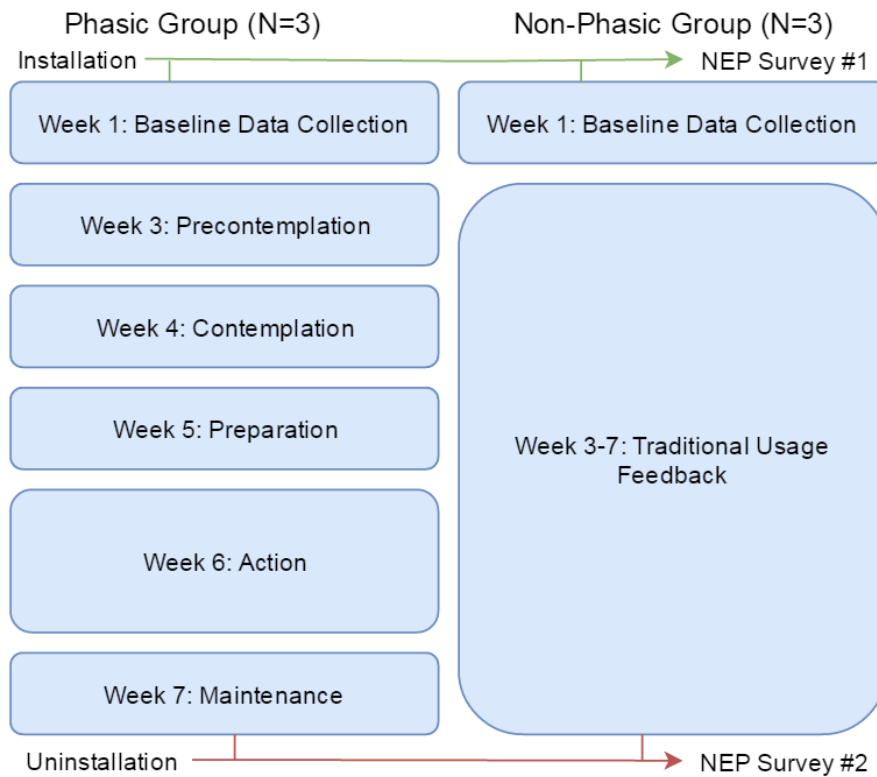 Phasic Group (N=3)
Non-Phasic Group (N=3)
Installation
NEP Survey #1
Week 1: Baseline Data Collection
Week 1: Baseline Data Collection
Week 3: Precontemplation
Week 4: Contemplation
Week 5: Preparation
Week 3-7: Traditional Usage
Feedback
Week 6: Action
Week 7: Maintenance
Uninstallation
NEP Survey #2